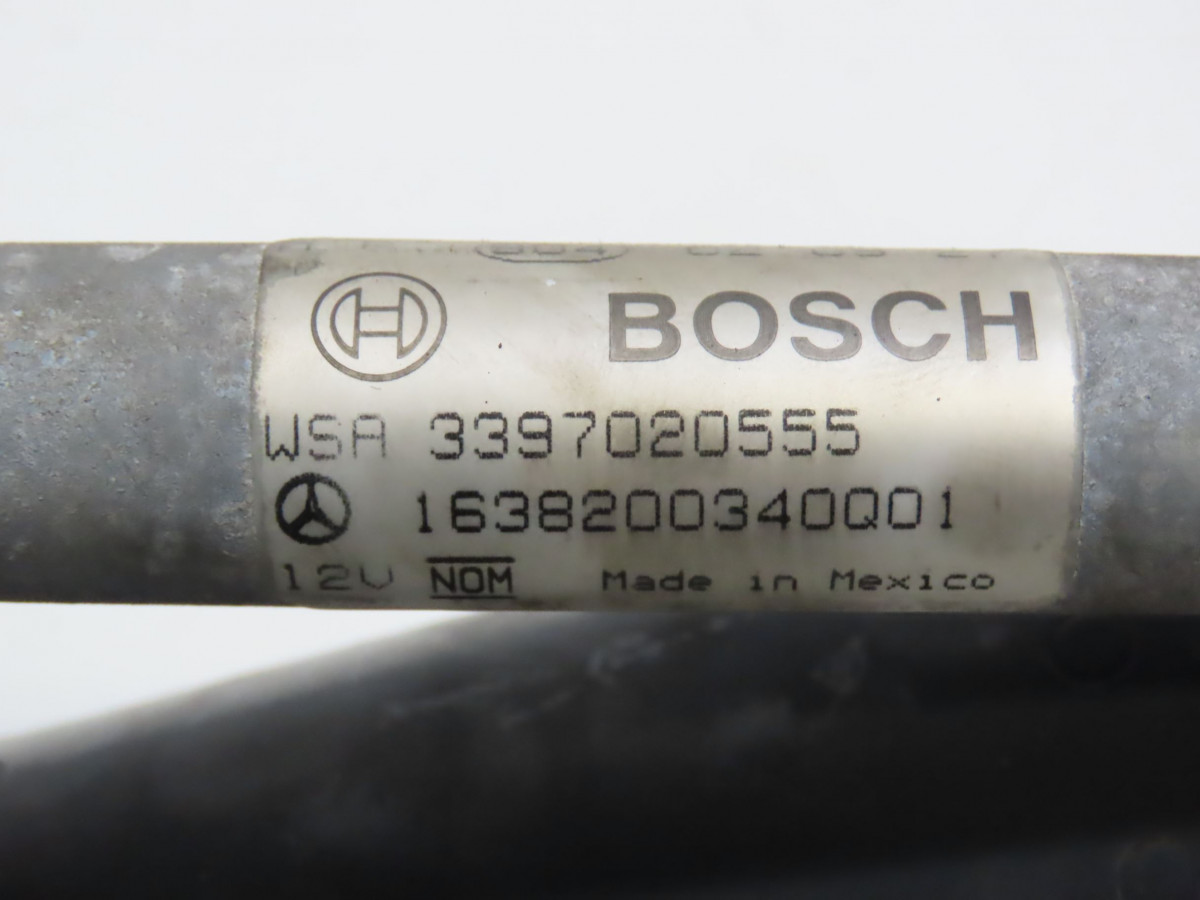 BOSCH
WSA 3397020555
1638200340Q01
12V NOM Made in Mexico